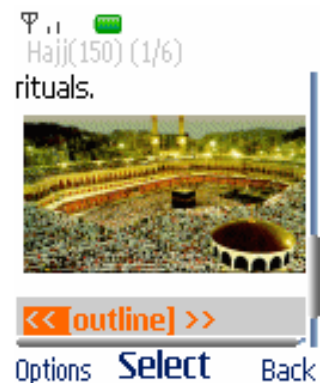 Hajj(150) (1/6)
rituals.
<< [outline] >>
Options Select Back